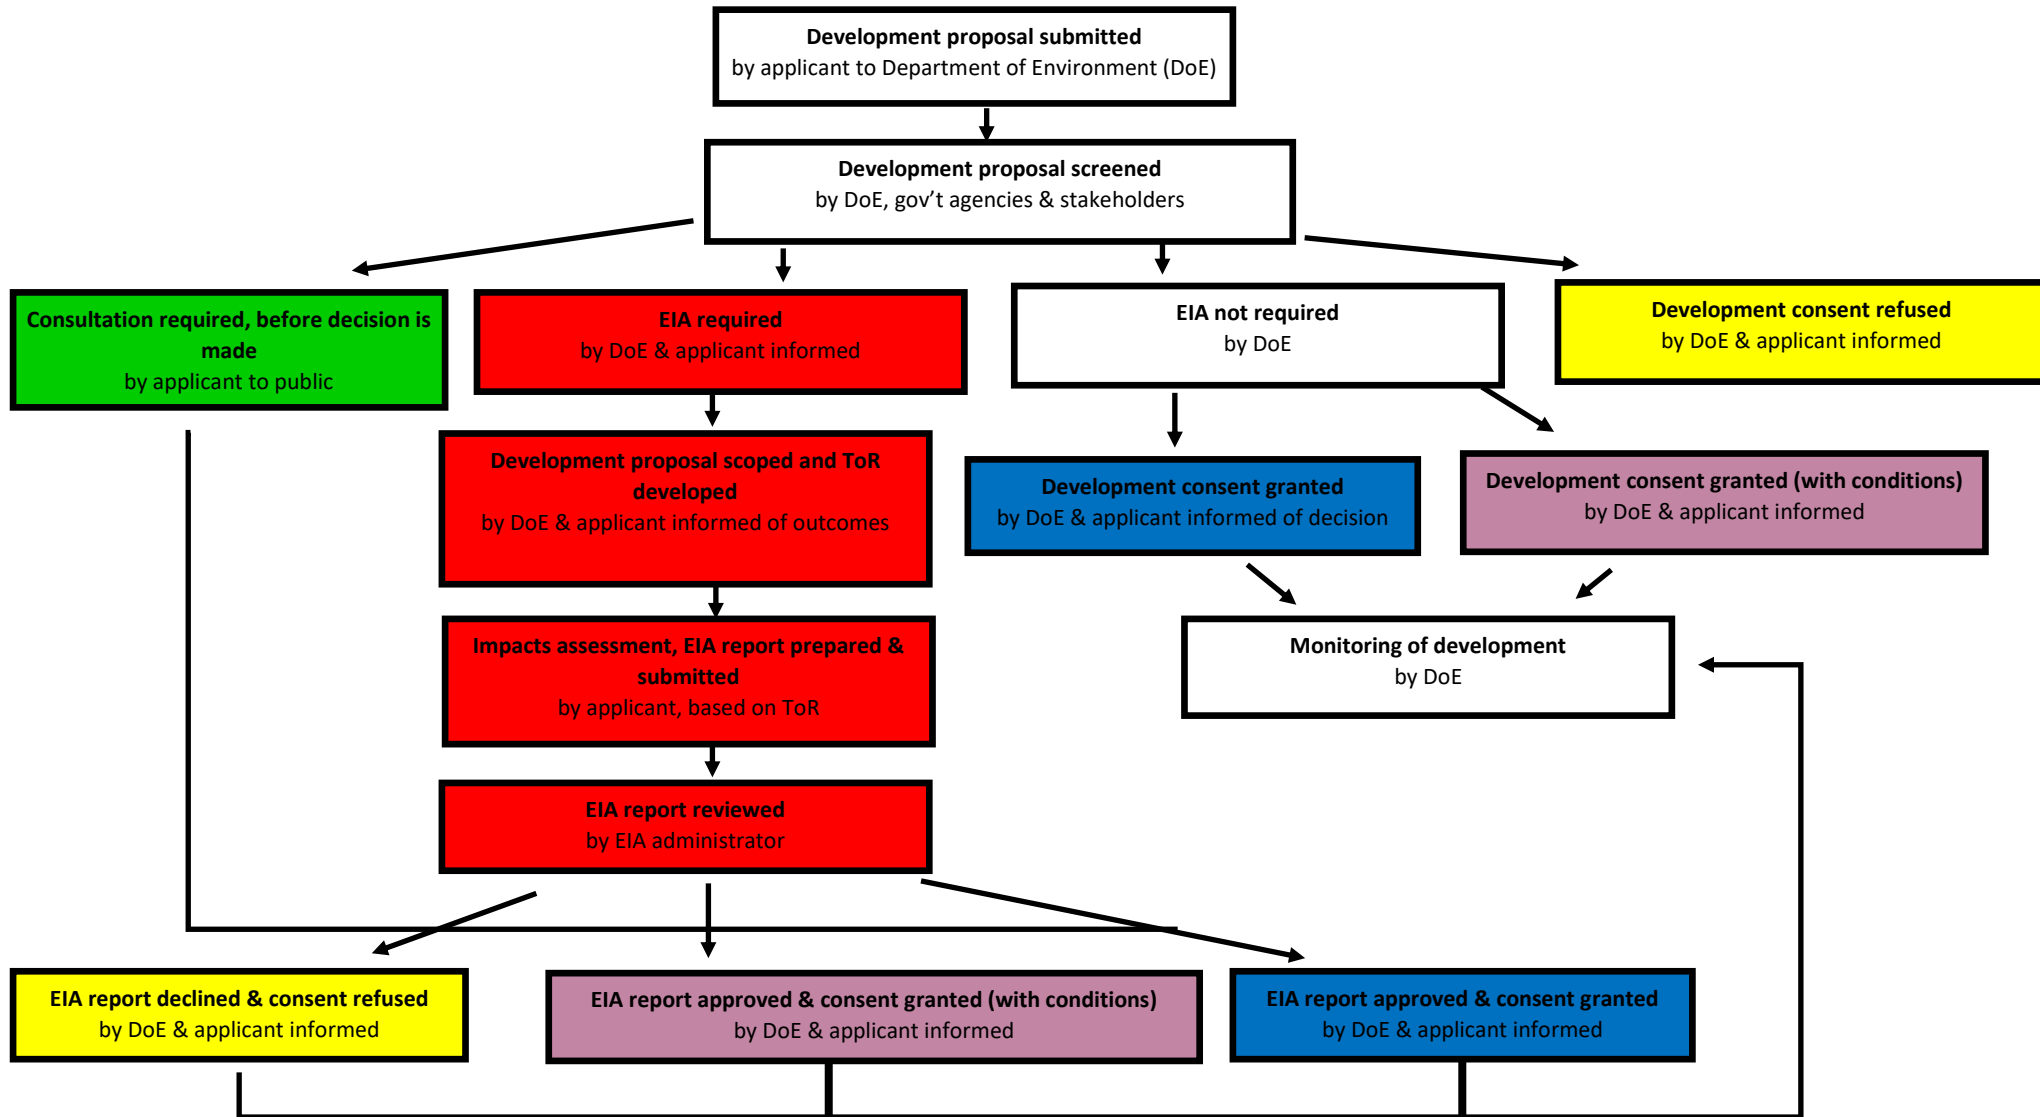 Development proposal submitted
by applicant to Department of Environment (DoE)
Development proposal screened
by DoE, gov’t agencies & stakeholders
Consultation required, before decision is
made
by applicant to public
EIA required
by DoE & applicant informed
EIA not required
by DoE
Development consent refused
by DoE & applicant informed
Development proposal scoped and ToR
developed
by DoE & applicant informed of outcomes
Development consent granted
by DoE & applicant informed of decision
Development consent granted (with conditions)
by DoE & applicant informed
Impacts assessment, EIA report prepared &
submitted
by applicant, based on ToR
Monitoring of development
by DoE
EIA report reviewed
by EIA administrator
EIA report declined & consent refused
by DoE & applicant informed
EIA report approved & consent granted (with conditions)
by DoE & applicant informed
EIA report approved & consent granted
by DoE & applicant informed